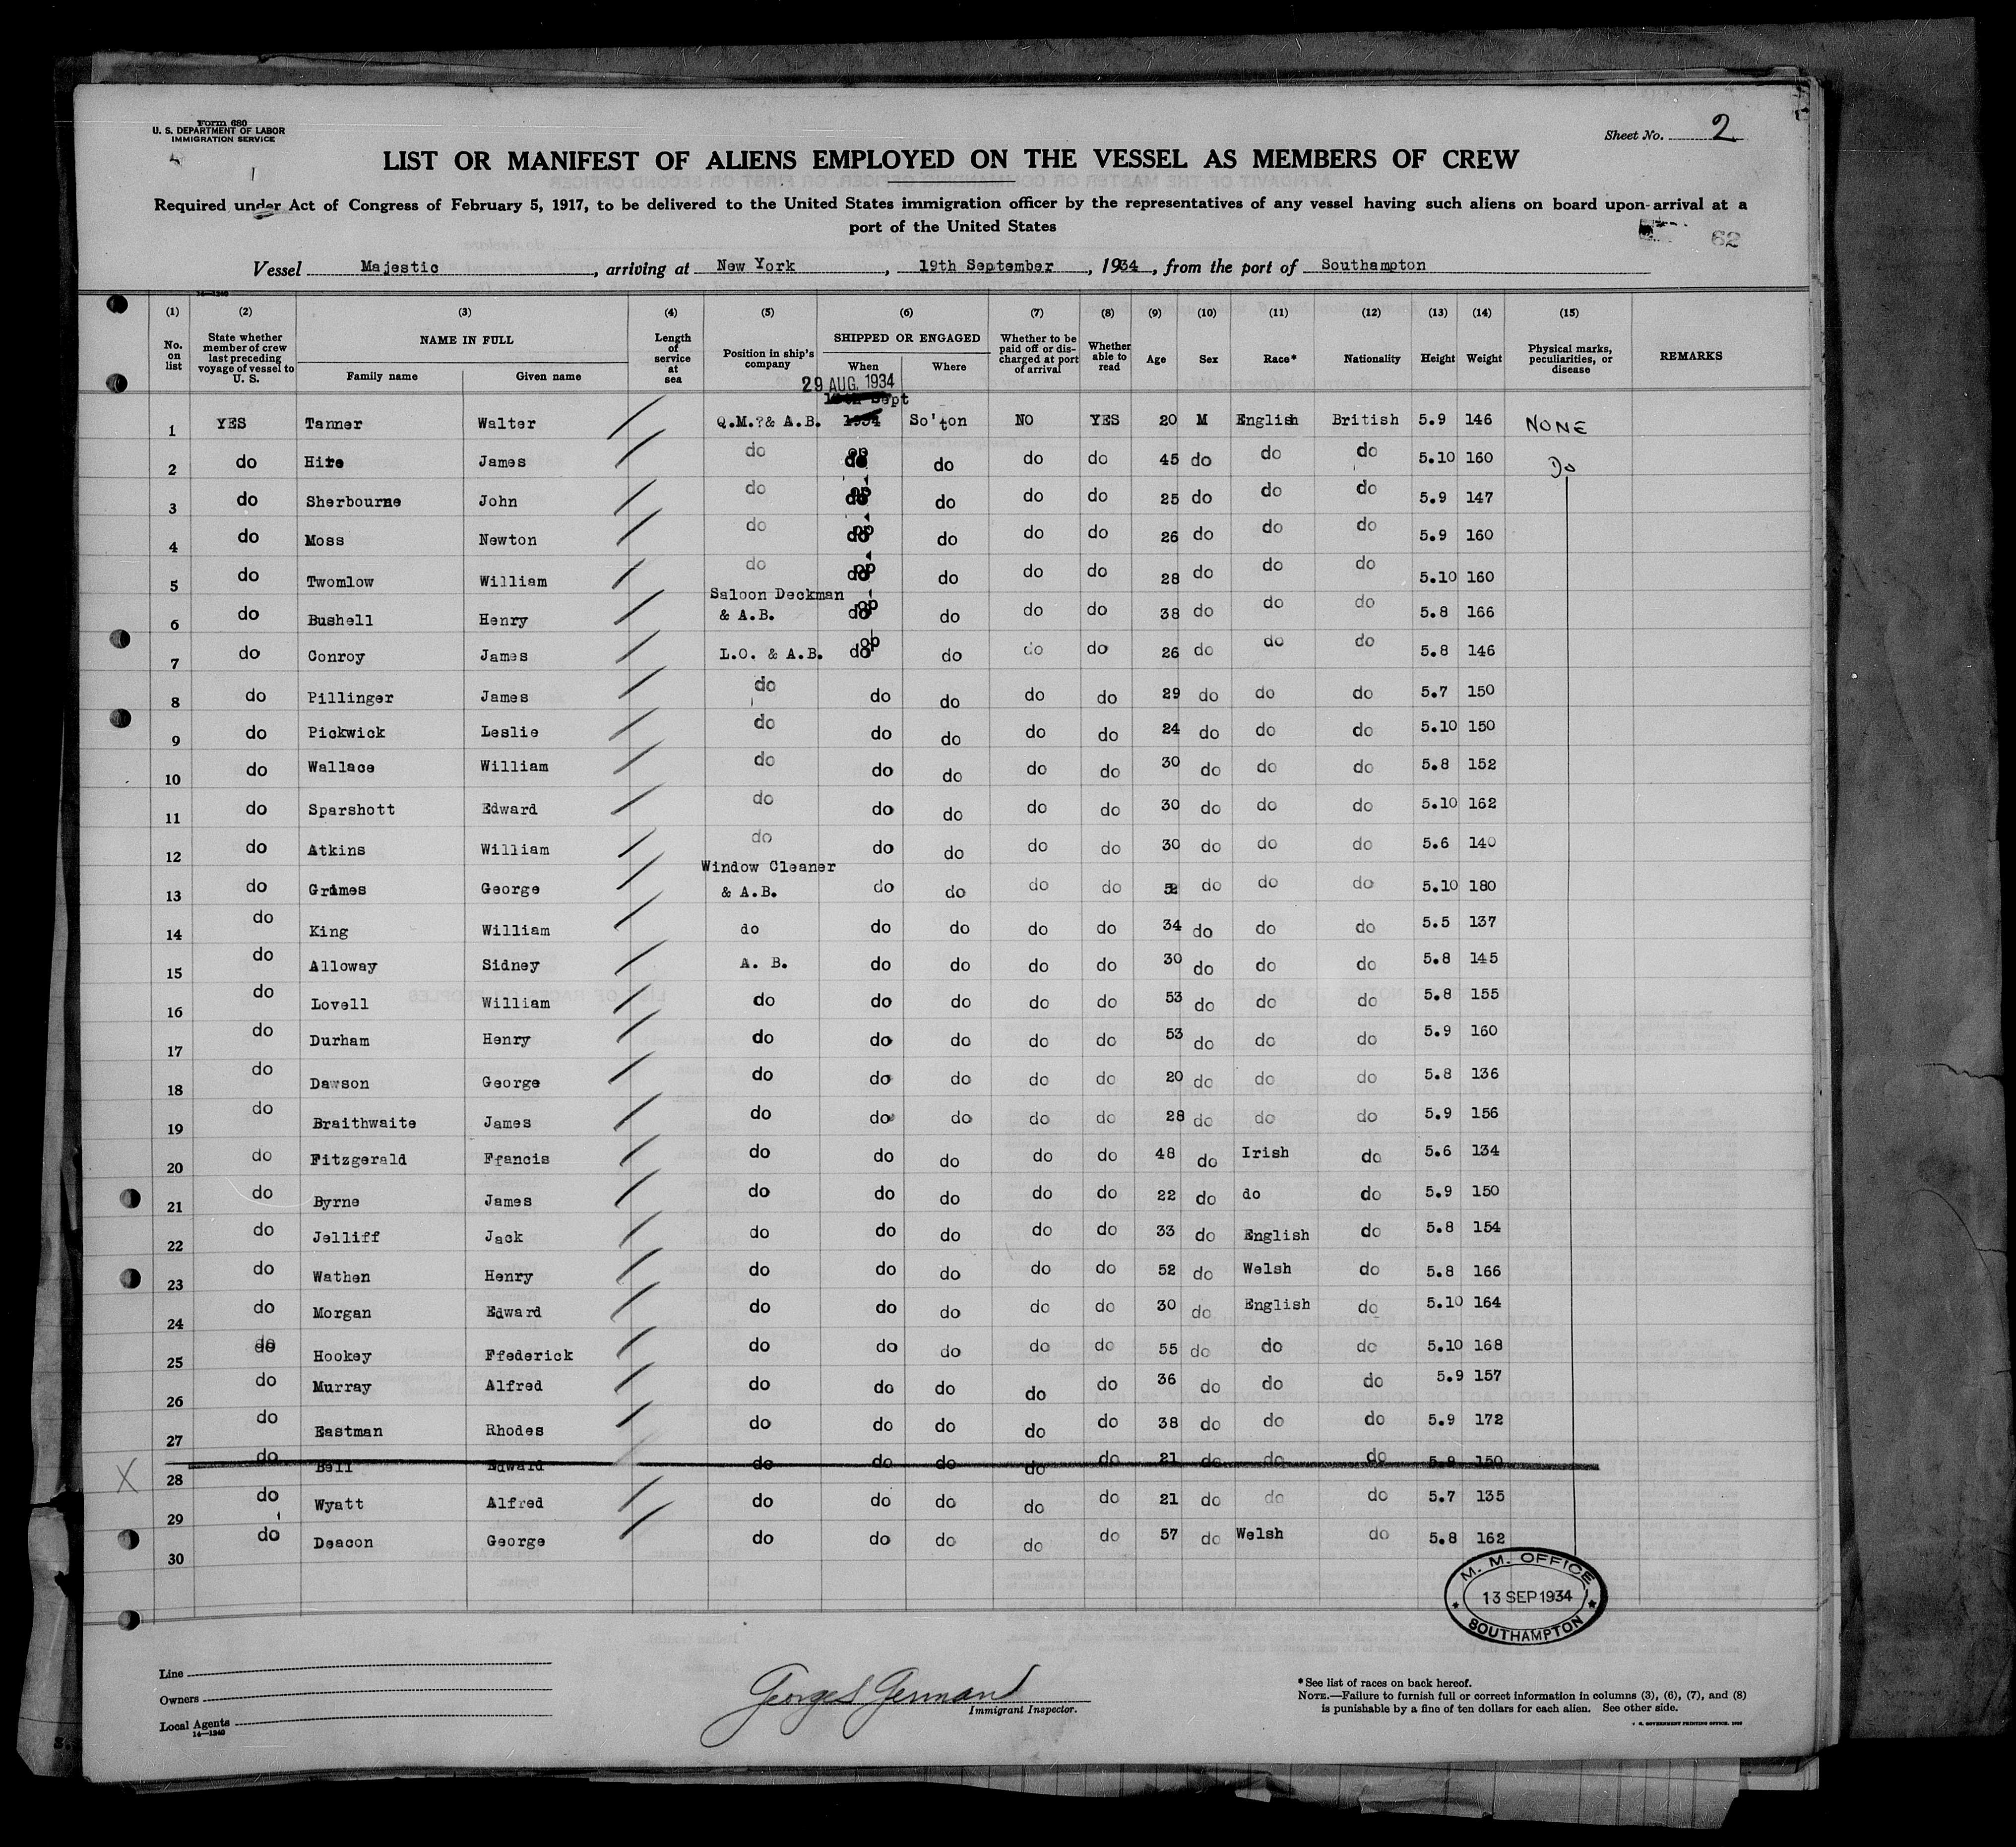 Form 680
U. S. DEPARTMENT OF LABOR
IMMIGRATION SERVICE
Sheet No. 2
LIST OR MANIFEST OF ALIENS EMPLOYED ON THE VESSEL AS MEMBERS OF CREW
Required under Act of Congress of February 5, 1917, to be delivered to the United States immigration officer by the representatives of any vessel having such aliens on board upon arrival at a
port of the United States
62
Vessel Majestic, arriving at New York, 19th September, 1934, from the port of Southampton
14—1240
(1) (2) (3) (4) (5) (6) (7) (8) (9) (10) (11) (12) (13) (14) (15)
No. on list State whether member of crew last preceding voyage of vessel to U. S. NAME IN FULL Family name Given name Length of service at sea Position in ship's company SHIPPED OR ENGAGED When Where Whether to be paid off or discharged at port of arrival Whether able to read Age Sex Race* Nationality Height Weight Physical marks, peculiarities, or disease REMARKS
29 AUG. 1934
1 YES Tanner Walter Q.M.?& A.B. 1934 So'ton NO YES 20 M English British 5.9 146 NONE
2 do Hire James do do do do do 45 do do do 5.10 160 Do
3 do Sherbourne John do do do do do 25 do do do 5.9 147
4 do Moss Newton do do do do do 26 do do do 5.9 160
5 do Twomlow William do do do do do 28 do do do 5.10 160
6 do Bushell Henry Saloon Deckman & A.B. do do do do 38 do do do 5.8 166
7 do Conroy James L.O. & A.B. do do do do 26 do do do 5.8 146
8 do Pillinger James do do do do do 29 do do do 5.7 150
9 do Pickwick Leslie do do do do do 24 do do do 5.10 150
10 do Wallace William do do do do do 30 do do do 5.8 152
11 do Sparshott Edward do do do do do 30 do do do 5.10 162
12 do Atkins William do do do do do 30 do do do 5.6 140
13 do Grimes George Window Cleaner & A.B. do do do do 52 do do do 5.10 180
14 do King William do do do do do 34 do do do 5.5 137
15 do Alloway Sidney A. B. do do do do 30 do do do 5.8 145
16 do Lovell William do do do do do 53 do do do 5.8 155
17 do Durham Henry do do do do do 53 do do do 5.9 160
18 do Dawson George do do do do do 20 do do do 5.8 136
19 do Braithwaite James do do do do do 28 do do do 5.9 156
20 do Fitzgerald Francis do do do do do 48 do Irish do 5.6 134
21 do Byrne James do do do do do 22 do do do 5.9 150
22 do Jelliff Jack do do do do do 33 do English do 5.8 154
23 do Wathen Henry do do do do do 52 do Welsh do 5.8 166
24 do Morgan Edward do do do do do 30 do English do 5.10 164
25 do Hookey Frederick do do do do do 55 do do do 5.10 168
26 do Murray Alfred do do do do do 36 do do do 5.9 157
27 do Eastman Rhodes do do do do do 38 do do do 5.9 172
X 28 do Bell Edward do do do do do 21 do do do 5.8 150
29 do Wyatt Alfred do do do do do 21 do do do 5.7 135
30 do Deacon George do do do do do 57 do Welsh do 5.8 162
M. M. OFFICE
13 SEP 1934
SOUTHAMPTON
Line
Owners
Local Agents
14—1240
Immigrant Inspector.
*See list of races on back hereof.
NOTE.—Failure to furnish full or correct information in columns (3), (6), (7), and (8)
is punishable by a fine of ten dollars for each alien. See other side.